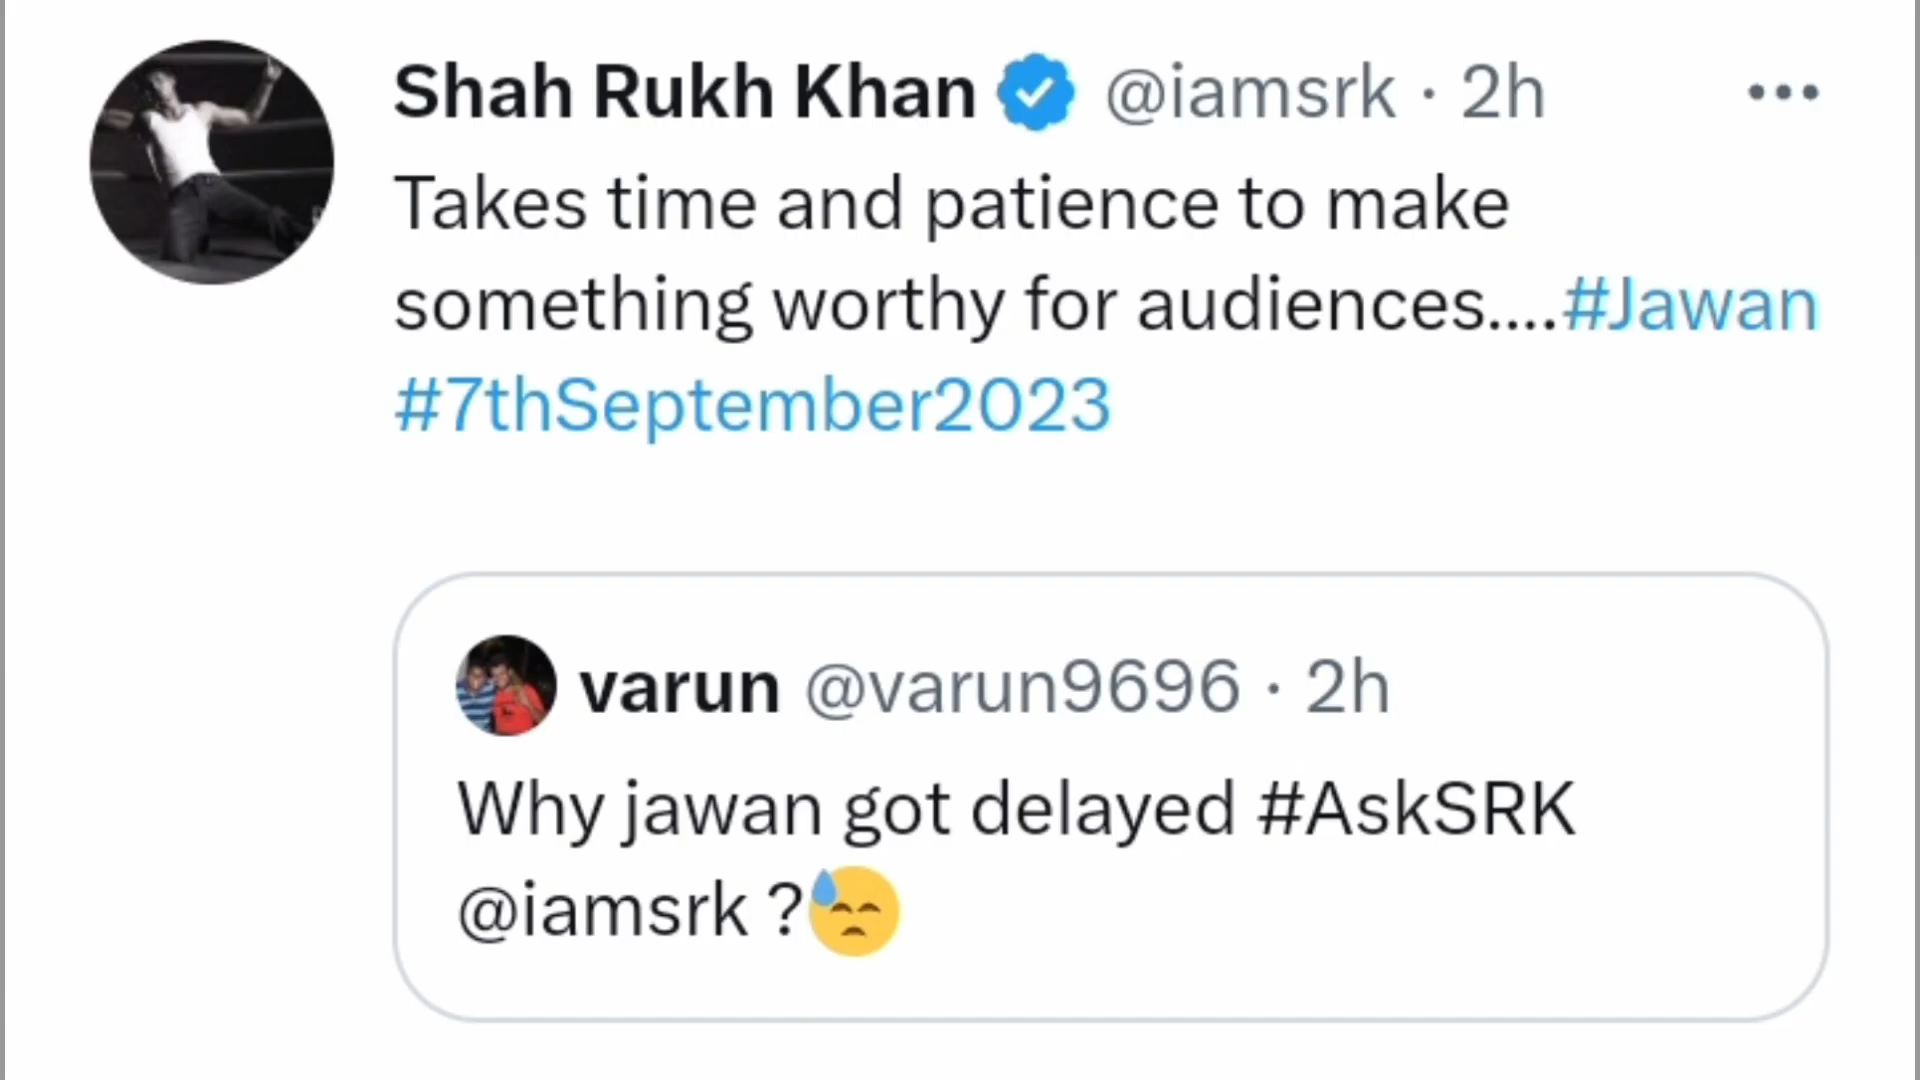 Shah Rukh Khan @iamsrk · 2h
Takes time and patience to make
something worthy for audiences....#Jawan
#7thSeptember2023
varun @varun9696 · 2h
Why jawan got delayed #AskSRK
@iamsrk ?😓